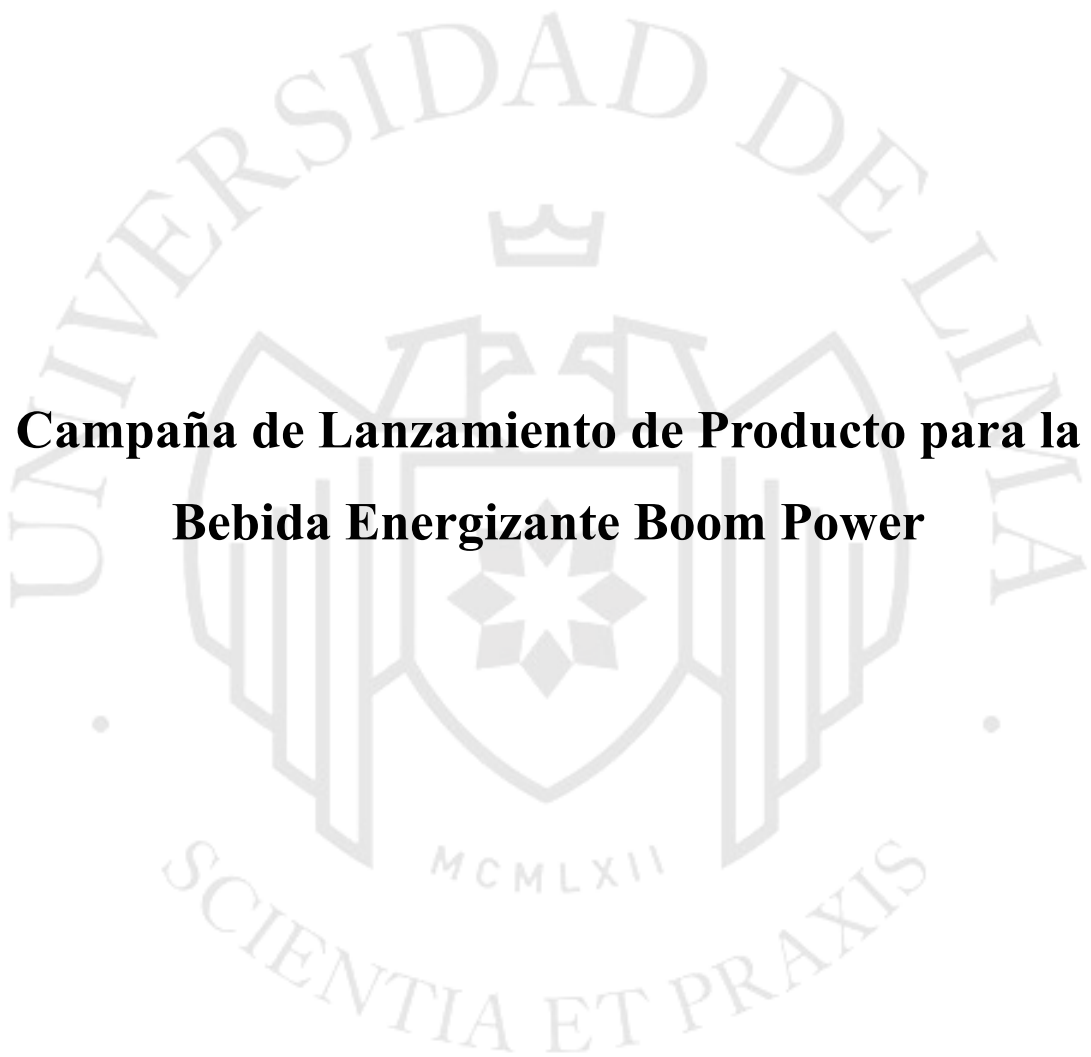 UNIVERSIDAD DE LIMA
Campaña de Lanzamiento de Producto para la
Bebida Energizante Boom Power
MCMLXII
SCIENTIA ET PRAXIS